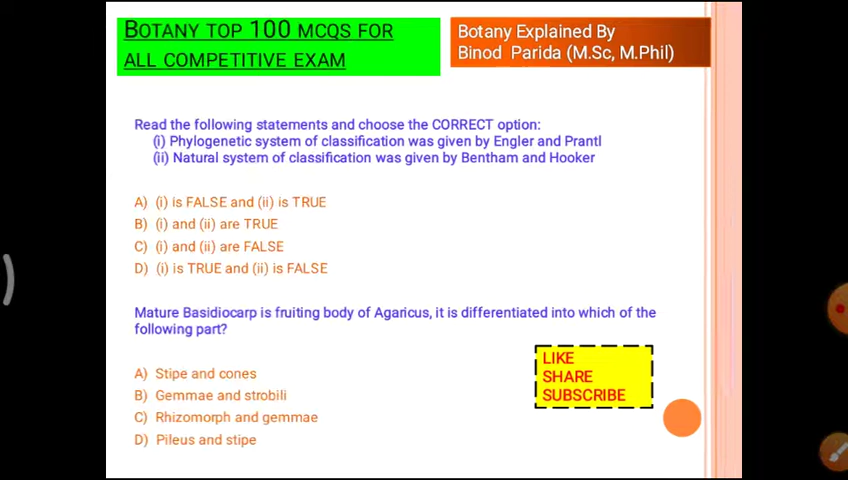 BOTANY TOP 100 MCQS FOR
ALL COMPETITIVE EXAM
Botany Explained By
Binod Parida (M.Sc, M.Phil)
Read the following statements and choose the CORRECT option:
(i) Phylogenetic system of classification was given by Engler and Prantl
(ii) Natural system of classification was given by Bentham and Hooker
A) (i) is FALSE and (ii) is TRUE
B) (i) and (ii) are TRUE
C) (i) and (ii) are FALSE
D) (i) is TRUE and (ii) is FALSE
Mature Basidiocarp is fruiting body of Agaricus, it is differentiated into which of the
following part?
A) Stipe and cones
B) Gemmae and strobili
C) Rhizomorph and gemmae
D) Pileus and stipe
LIKE
SHARE
SUBSCRIBE